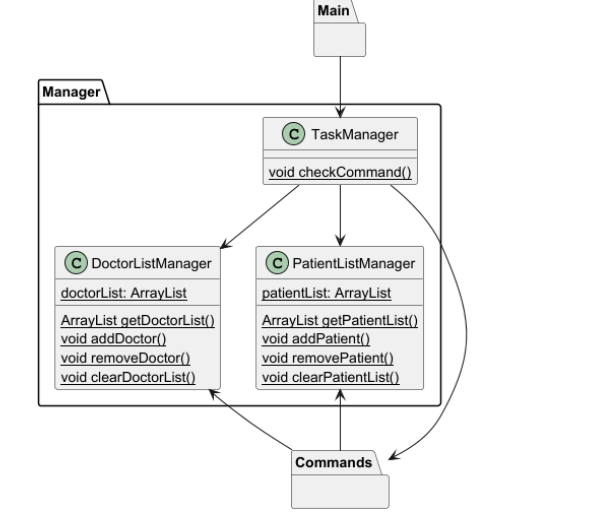 Main
Manager
C TaskManager
void checkCommand()
C DoctorListManager
doctorList: ArrayList
ArrayList getDoctorList()
void addDoctor()
void removeDoctor()
void clearDoctorList()
C PatientListManager
patientList: ArrayList
ArrayList getPatientList()
void addPatient()
void removePatient()
void clearPatientList()
Commands